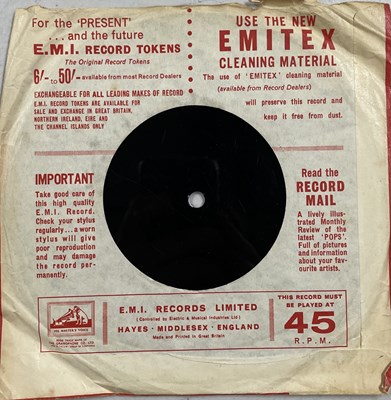 For the 'PRESENT'
... and the future
E.M.I. RECORD TOKENS
The Original Record Tokens
6/- to 50/- available from most Record Dealers
EXCHANGEABLE FOR ALL LEADING MAKES OF RECORD
E.M.I. RECORD TOKENS ARE AVAILABLE FOR
SALE AND EXCHANGE IN GREAT BRITAIN,
NORTHERN IRELAND, EIRE AND
THE CHANNEL ISLANDS ONLY
USE THE NEW
EMITEX
CLEANING MATERIAL
The use of 'EMITEX' cleaning material
(available from Record Dealers)
will preserve this record and
keep it free from dust.
IMPORTANT
Take good care of
this high quality
E.M.I. Record.
Check your stylus
regularly... a worn
stylus will give
poor reproduction
and may damage
the record per-
manently.
Read the
RECORD
MAIL
A lively illus-
trated Monthly
Review of the
latest 'POPS'.
Full of pictures
and information
about your fav-
ourite artists.
HIS MASTER'S VOICE
THE GRAMOPHONE CO. LTD.
E.M.I. RECORDS LIMITED
(Controlled by Electric & Musical Industries Ltd)
HAYES · MIDDLESEX · ENGLAND
Made and Printed in Great Britain
THIS RECORD MUST
BE PLAYED AT
45
R.P.M.